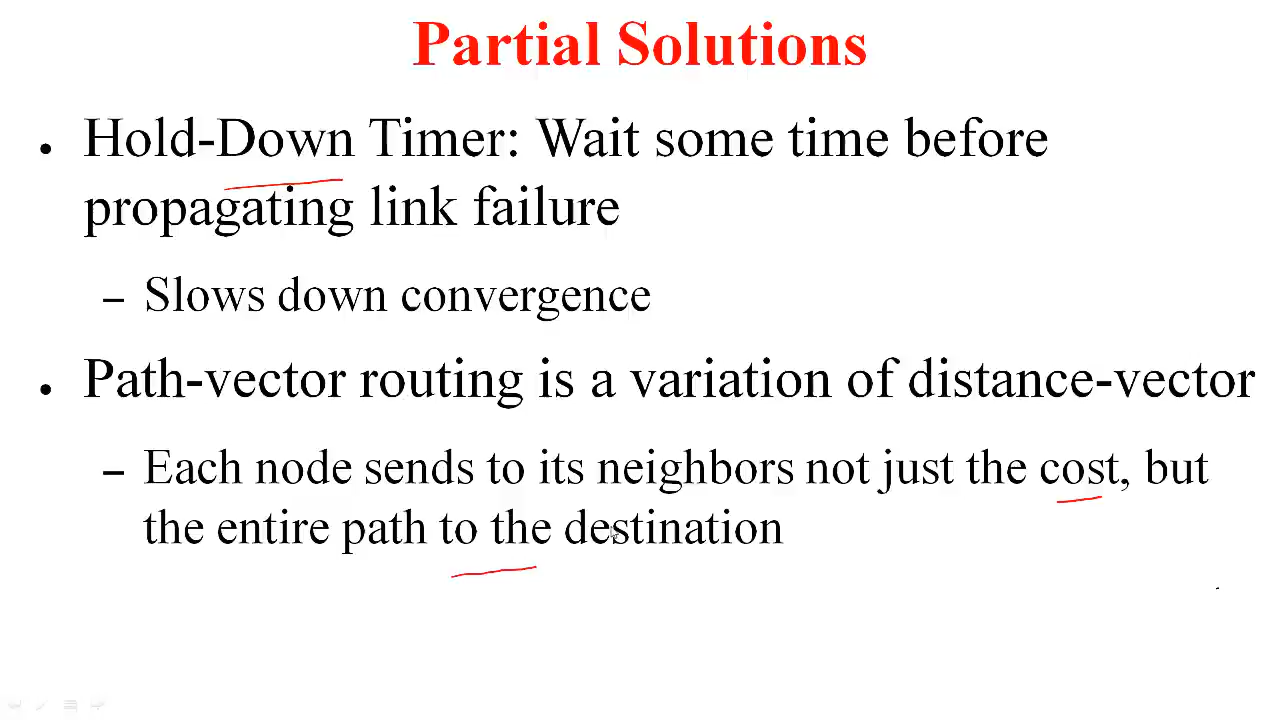 Partial Solutions
• Hold-Down Timer: Wait some time before
propagating link failure
– Slows down convergence
• Path-vector routing is a variation of distance-vector
– Each node sends to its neighbors not just the cost, but
the entire path to the destination